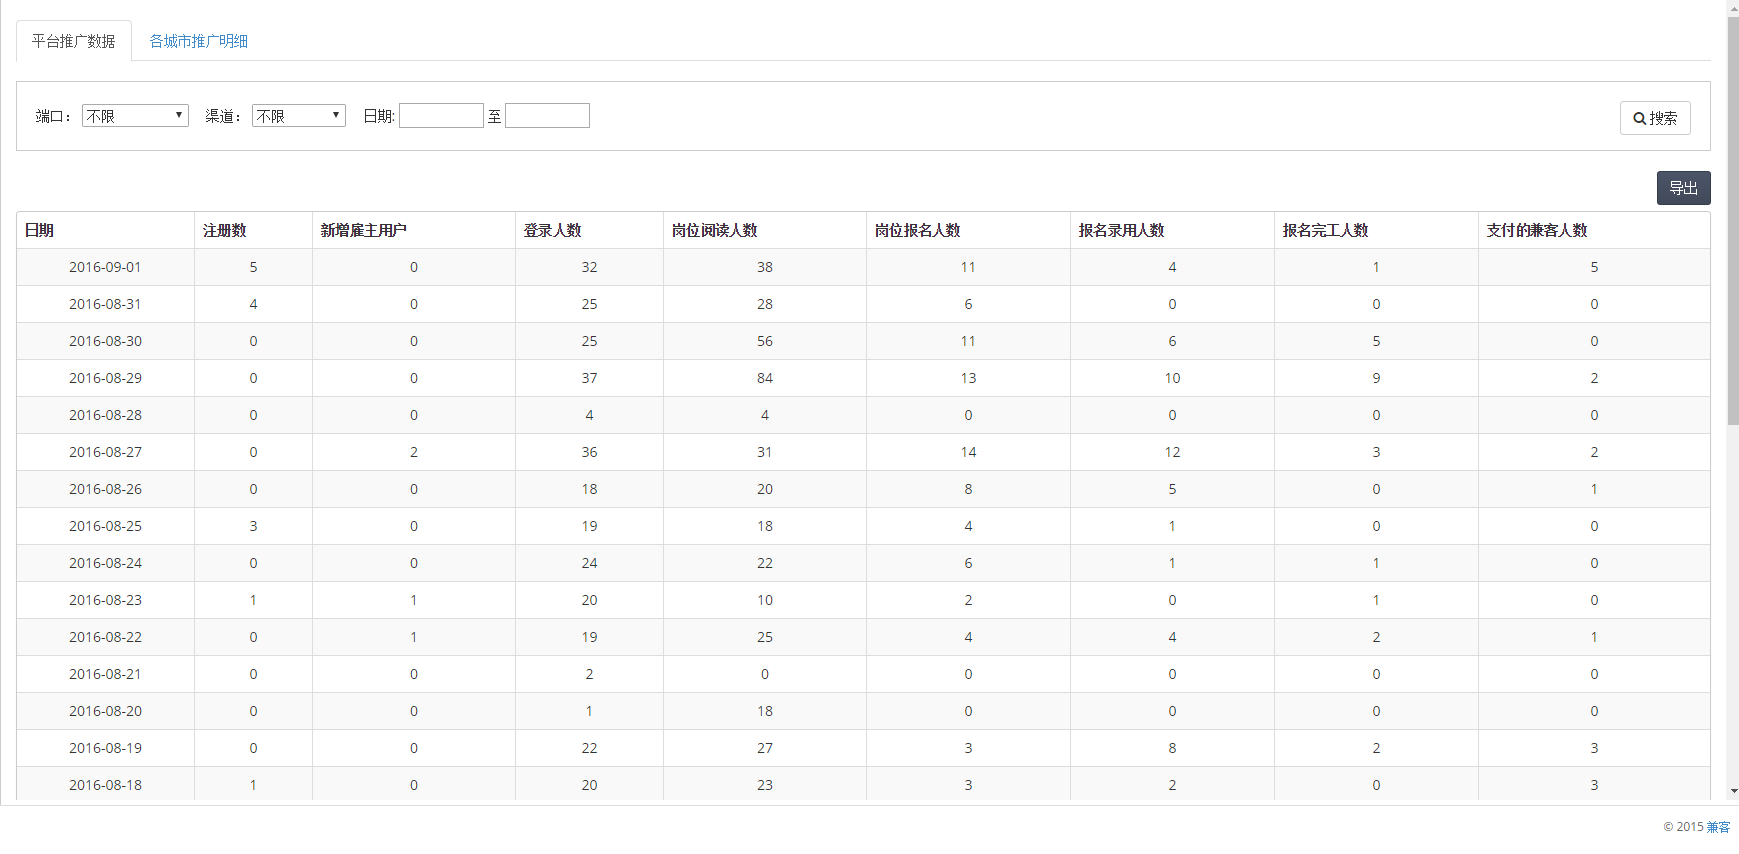 平台推广数据 各城市推广明细
端口： 不限 渠道： 不限 日期: 至 搜索
导出
日期 注册数 新增雇主用户 登录人数 岗位阅读人数 岗位报名人数 报名录用人数 报名完工人数 支付的兼客人数
2016-09-01 5 0 32 38 11 4 1 5
2016-08-31 4 0 25 28 6 0 0 0
2016-08-30 0 0 25 56 11 6 5 0
2016-08-29 0 0 37 84 13 10 9 2
2016-08-28 0 0 4 4 0 0 0 0
2016-08-27 0 2 36 31 14 12 3 2
2016-08-26 0 0 18 20 8 5 0 1
2016-08-25 3 0 19 18 4 1 0 0
2016-08-24 0 0 24 22 6 1 1 0
2016-08-23 1 1 20 10 2 0 1 0
2016-08-22 0 1 19 25 4 4 2 1
2016-08-21 0 0 2 0 0 0 0 0
2016-08-20 0 0 1 18 0 0 0 0
2016-08-19 0 0 22 27 3 8 2 3
2016-08-18 1 0 20 23 3 2 0 3
© 2015 兼客